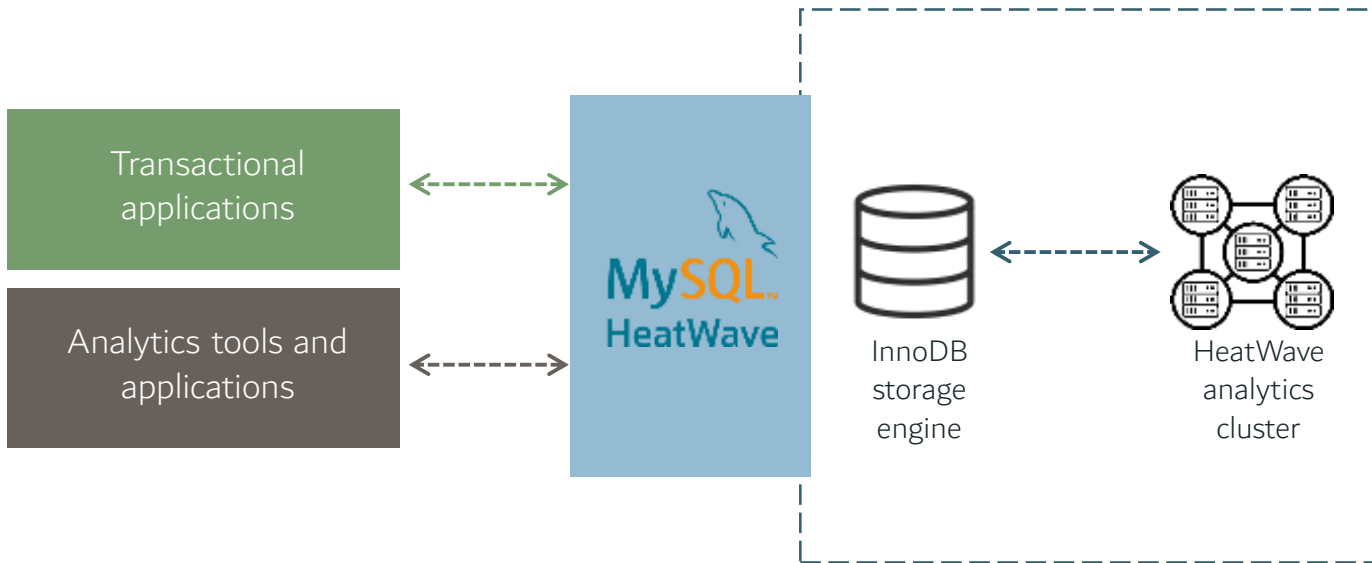 Transactional
applications
Analytics tools and
applications
MySQL™
HeatWave
InnoDB
storage
engine
HeatWave
analytics
cluster